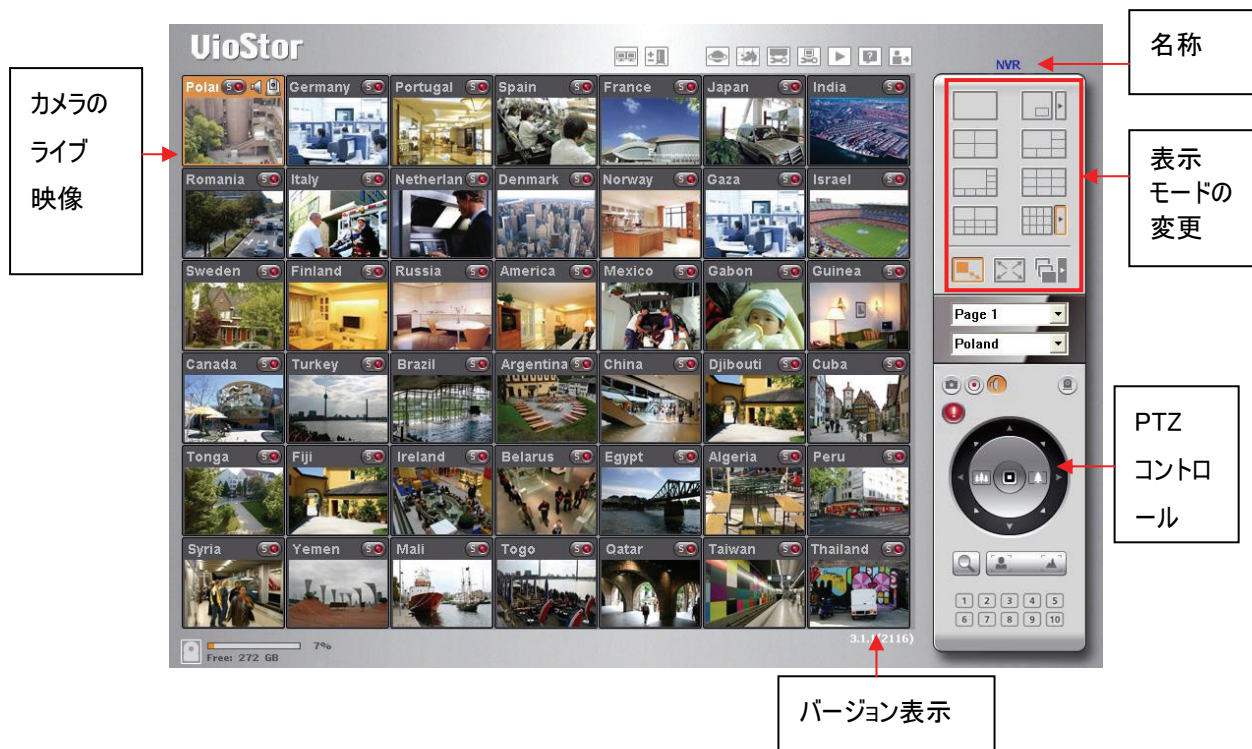 VioStor
NVR
名称
カメラの
ライブ
映像
表示
モードの
変更
Polar
Germany
Portugal
Spain
France
Japan
India
Romania
Italy
Netherlan
Denmark
Norway
Gaza
Israel
Sweden
Finland
Russia
America
Mexico
Gabon
Guinea
Page 1
Poland
Canada
Turkey
Brazil
Argentina
China
Djibouti
Cuba
PTZ
コントロ
ール
Tonga
Fiji
Ireland
Belarus
Egypt
Algeria
Peru
Syria
Yemen
Mali
Togo
Qatar
Taiwan
Thailand
1 2 3 4 5
6 7 8 9 10
7%
Free: 272 GB
バージョン表示